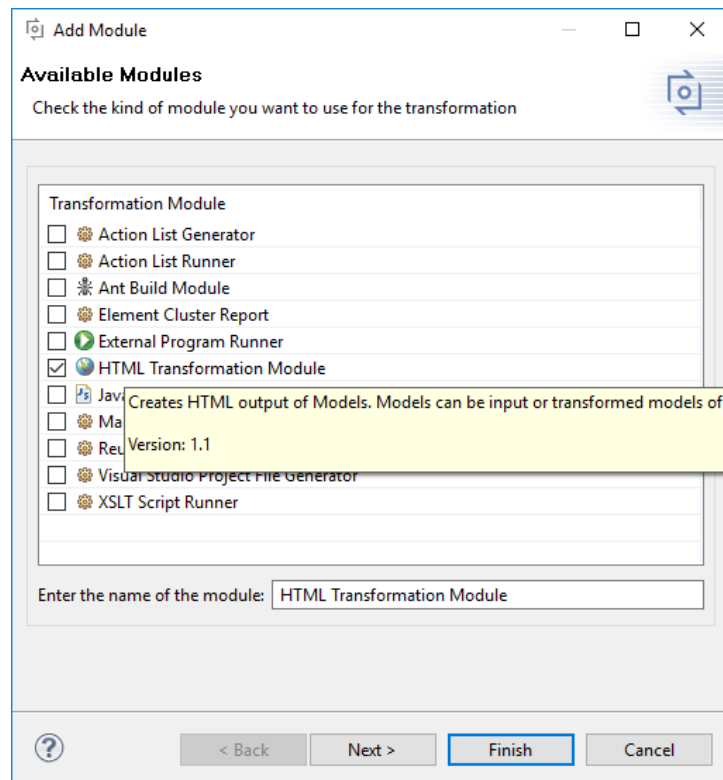 Add Module
Available Modules
Check the kind of module you want to use for the transformation
Transformation Module
Action List Generator
Action List Runner
Ant Build Module
Element Cluster Report
External Program Runner
HTML Transformation Module
Creates HTML output of Models. Models can be input or transformed models of
Version: 1.1
Visual Studio Project File Generator
XSLT Script Runner
Enter the name of the module: HTML Transformation Module
< Back Next > Finish Cancel